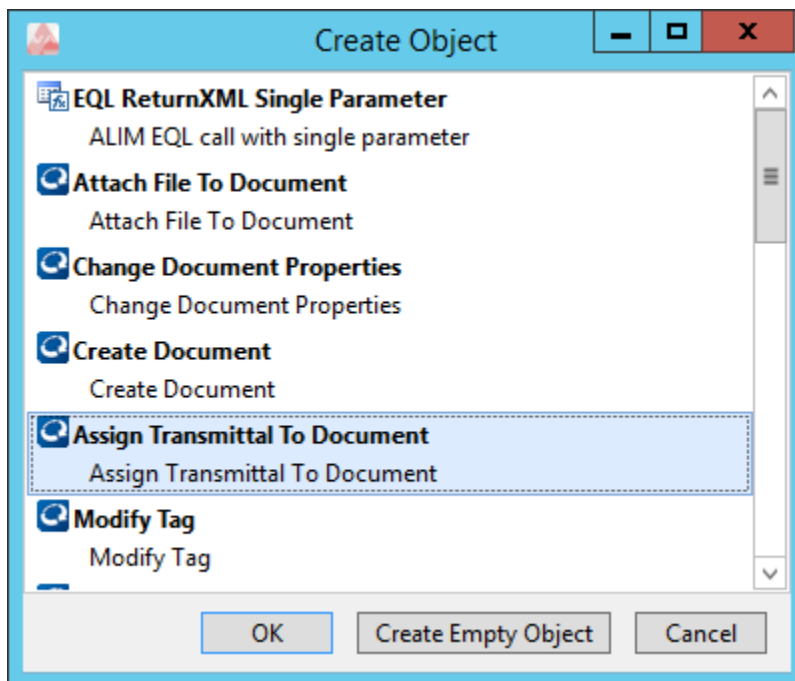 Create Object
EQL ReturnXML Single Parameter
ALIM EQL call with single parameter
Attach File To Document
Attach File To Document
Change Document Properties
Change Document Properties
Create Document
Create Document
Assign Transmittal To Document
Assign Transmittal To Document
Modify Tag
Modify Tag
OK Create Empty Object Cancel